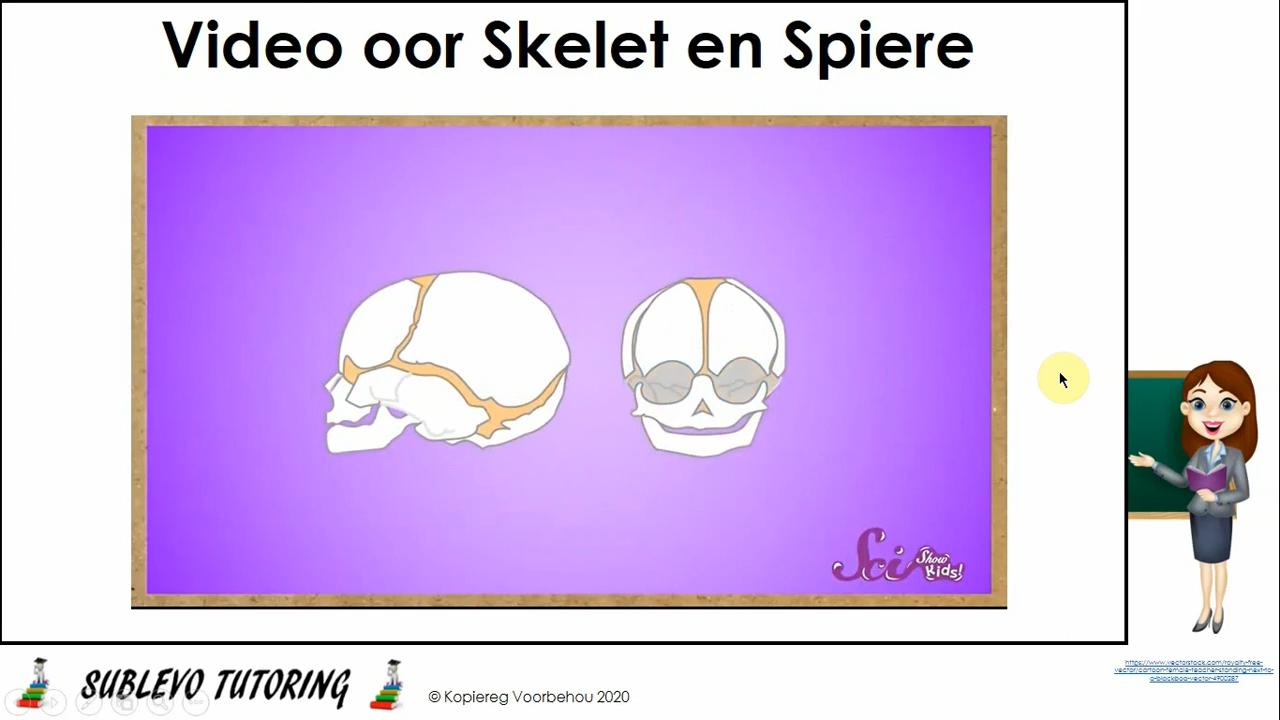 Video oor Skelet en Spiere
Sci Show Kids!
SUBLEVO TUTORING
© Kopiereg Voorbehou 2020